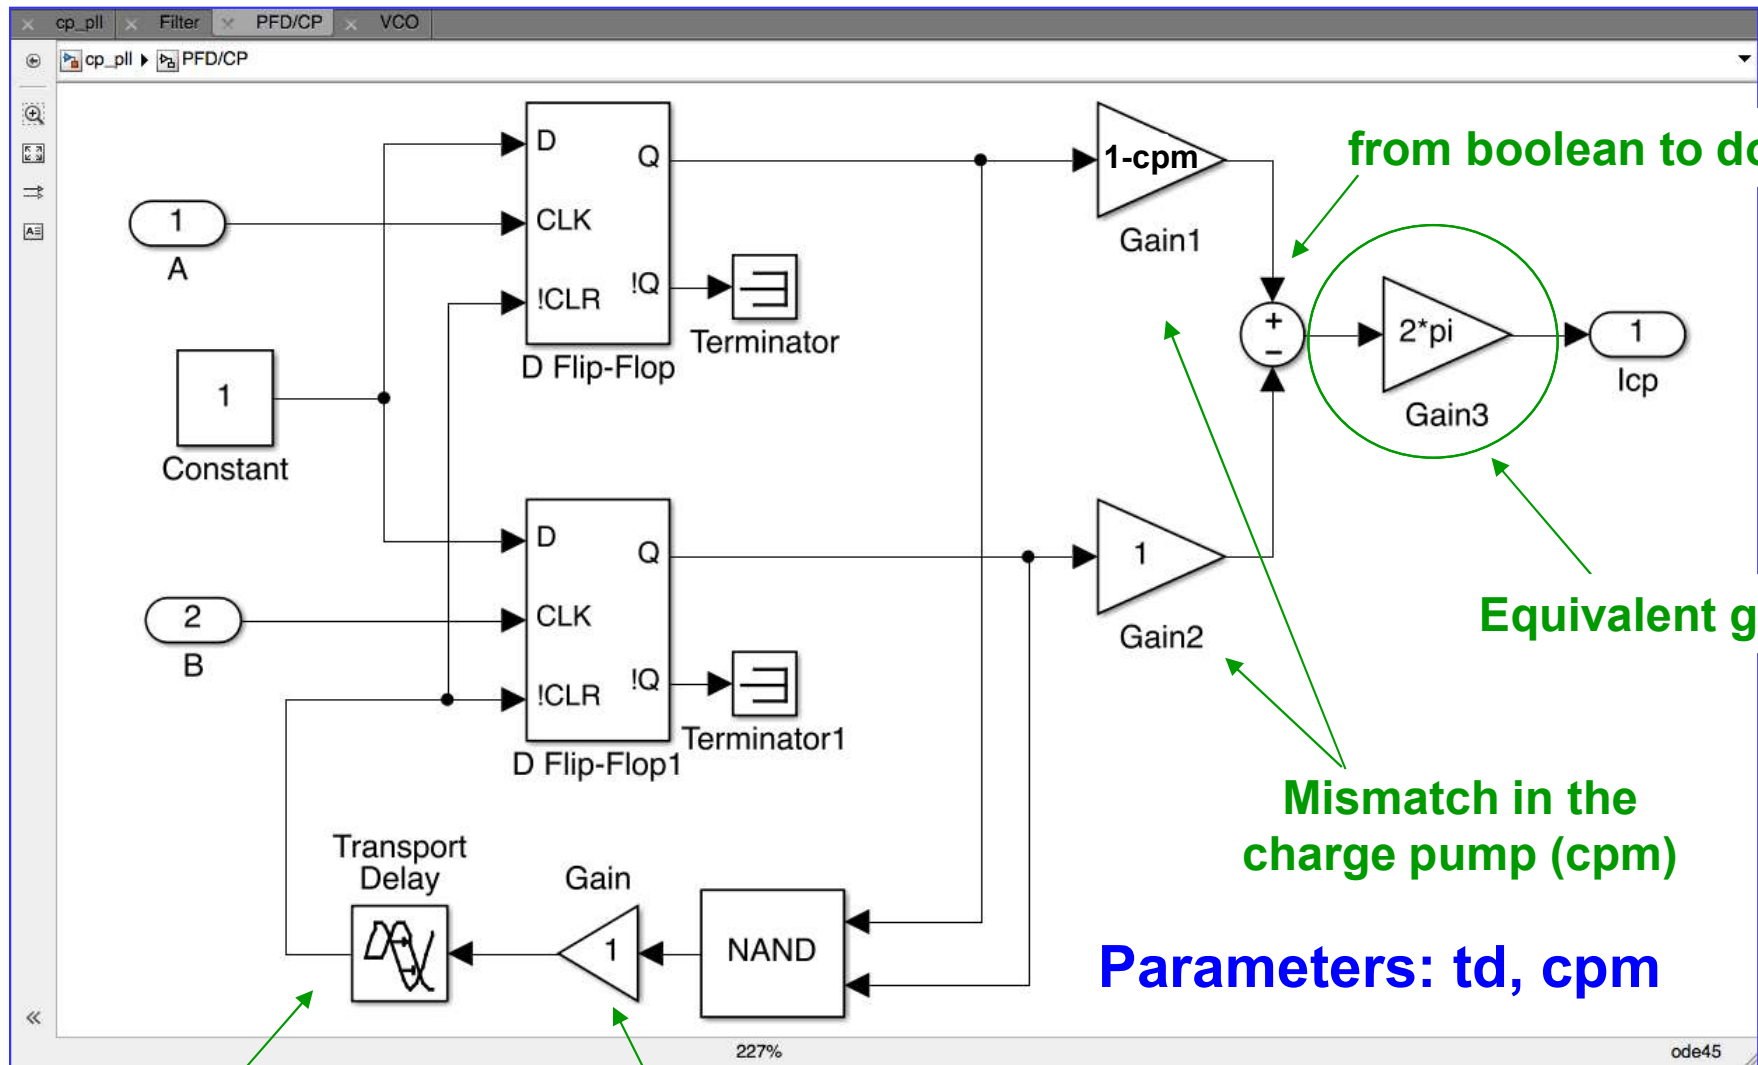 cp_pll Filter PFD/CP VCO
cp_pll PFD/CP
D
Q
CLK
!Q
!CLR
D Flip-Flop
1
A
1
Constant
Terminator
1-cpm
Gain1
from boolean to do
+
−
2*pi
Gain3
1
Icp
Equivalent g
D
Q
CLK
!Q
!CLR
D Flip-Flop1
2
B
Terminator1
1
Gain2
Mismatch in the
charge pump (cpm)
Transport
Delay
Gain
1
NAND
Parameters: td, cpm
227%
ode45